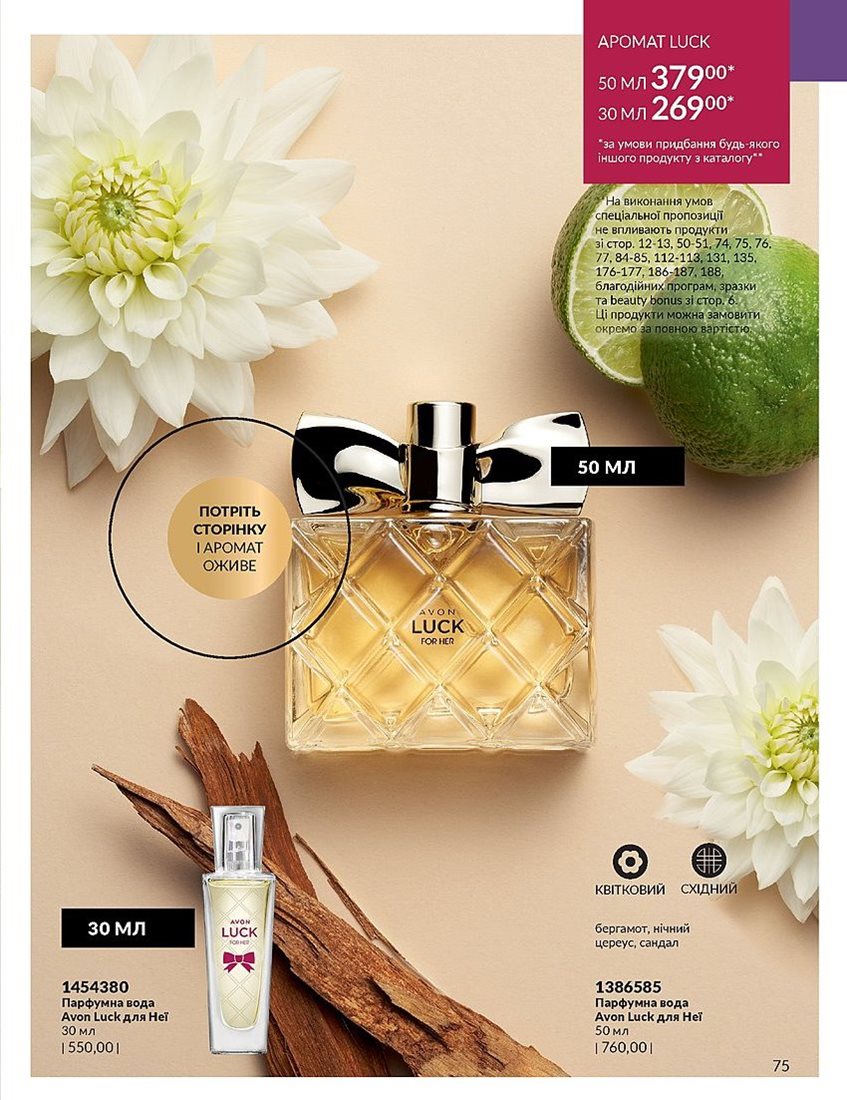 АРОМАТ LUCK
50 МЛ 379⁰⁰*
30 МЛ 269⁰⁰*
*за умови придбання будь-якого
іншого продукту з каталогу**
На виконання умов
спеціальної пропозиції
не впливають продукти
зі стор. 12-13, 50-51, 74, 75, 76,
77, 84-85, 112-113, 131, 135,
176-177, 186-187, 188,
благодійних програм, зразки
та beauty bonus зі стор. 6.
Ці продукти можна замовити
окремо за повною вартістю.
50 МЛ
ПОТРІТЬ
СТОРІНКУ
І АРОМАТ
ОЖИВЕ
AVON
LUCK
FOR HER
30 МЛ
AVON
LUCK
FOR HER
1454380
Парфумна вода
Avon Luck для Неї
30 мл
|550,00|
КВІТКОВИЙ СХІДНИЙ
бергамот, нічний
цереус, сандал
1386585
Парфумна вода
Avon Luck для Неї
50 мл
|760,00|
75